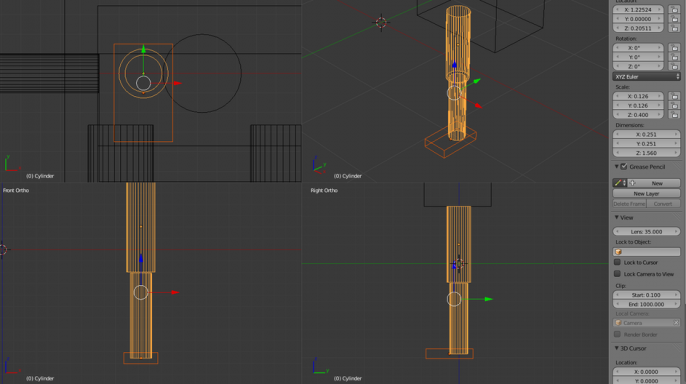 (0) Cylinder
(0) Cylinder
Front Ortho
(0) Cylinder
Right Ortho
(0) Cylinder
Location:
X: 1.22524
Y: 0.00000
Z: 0.20511
Rotation:
X: 0°
Y: 0°
Z: 0°
XYZ Euler
Scale:
X: 0.126
Y: 0.126
Z: 0.400
Dimensions:
X: 0.251
Y: 0.251
Z: 1.560
Grease Pencil
New
New Layer
Delete Frame
Convert
View
Lens: 35.000
Lock to Object:
Lock to Cursor
Lock Camera to View
Clip:
Start: 0.100
End: 1000.000
Local Camera:
Camera
Render Border
3D Cursor
Location:
X: 0.0000
Y: 0.0000